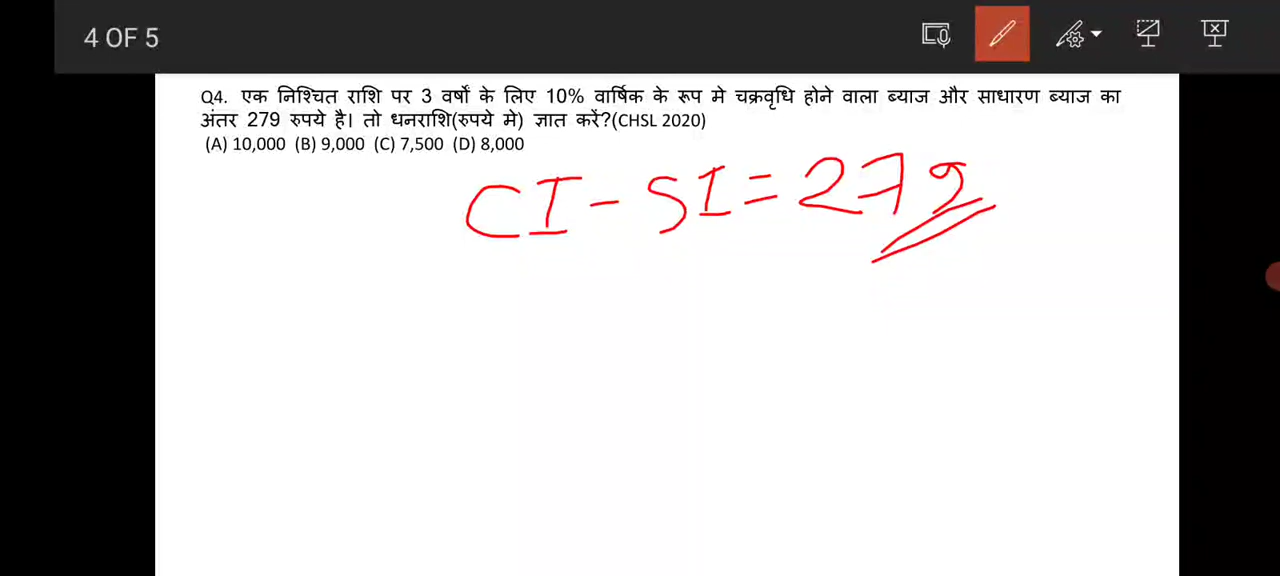 4 OF 5
Q4. एक निश्चित राशि पर 3 वर्षों के लिए 10% वार्षिक के रूप मे चक्रवृधि होने वाला ब्याज और साधारण ब्याज का
अंतर 279 रुपये है। तो धनराशि(रुपये मे) ज्ञात करें?(CHSL 2020)
(A) 10,000 (B) 9,000 (C) 7,500 (D) 8,000
CI - SI = 279